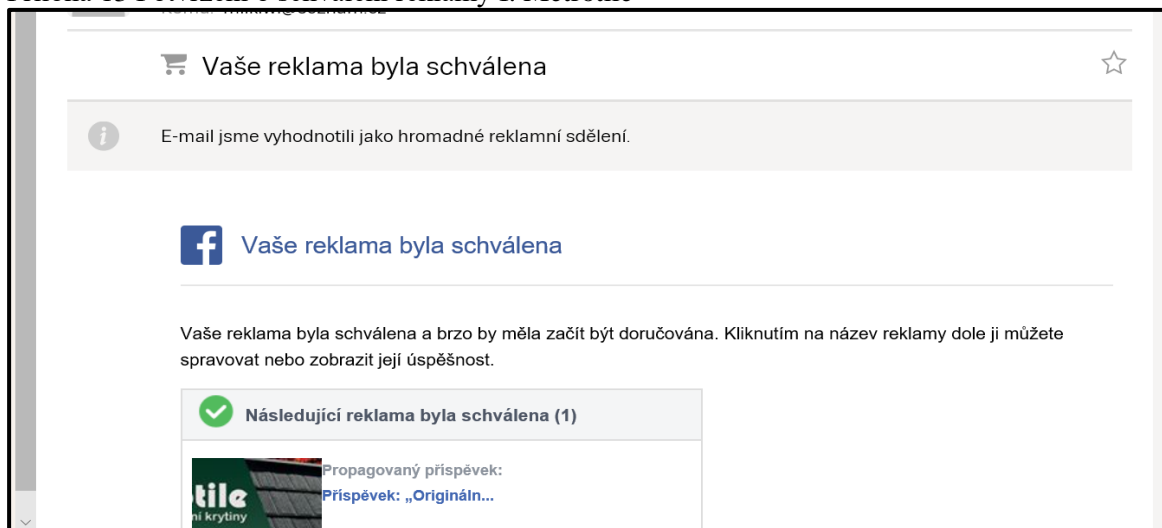 Vaše reklama byla schválena
E-mail jsme vyhodnotili jako hromadné reklamní sdělení.
Vaše reklama byla schválena
Vaše reklama byla schválena a brzo by měla začít být doručována. Kliknutím na název reklamy dole ji můžete
spravovat nebo zobrazit její úspěšnost.
Následující reklama byla schválena (1)
Propagovaný příspěvek:
Příspěvek: „Origináln...
tile
ní krytiny